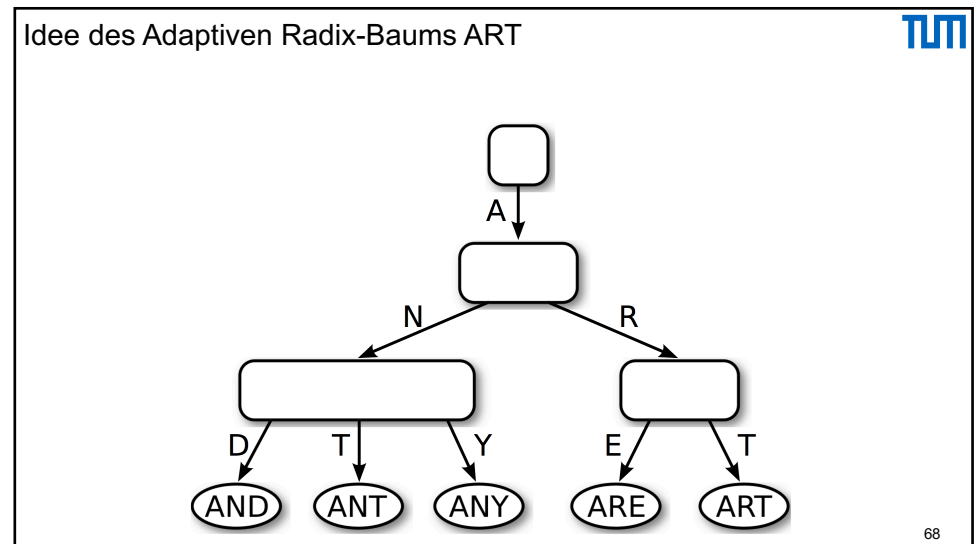 Idee des Adaptiven Radix-Baums ART
TUM
A
N R
D T Y E T
AND ANT ANY ARE ART
68